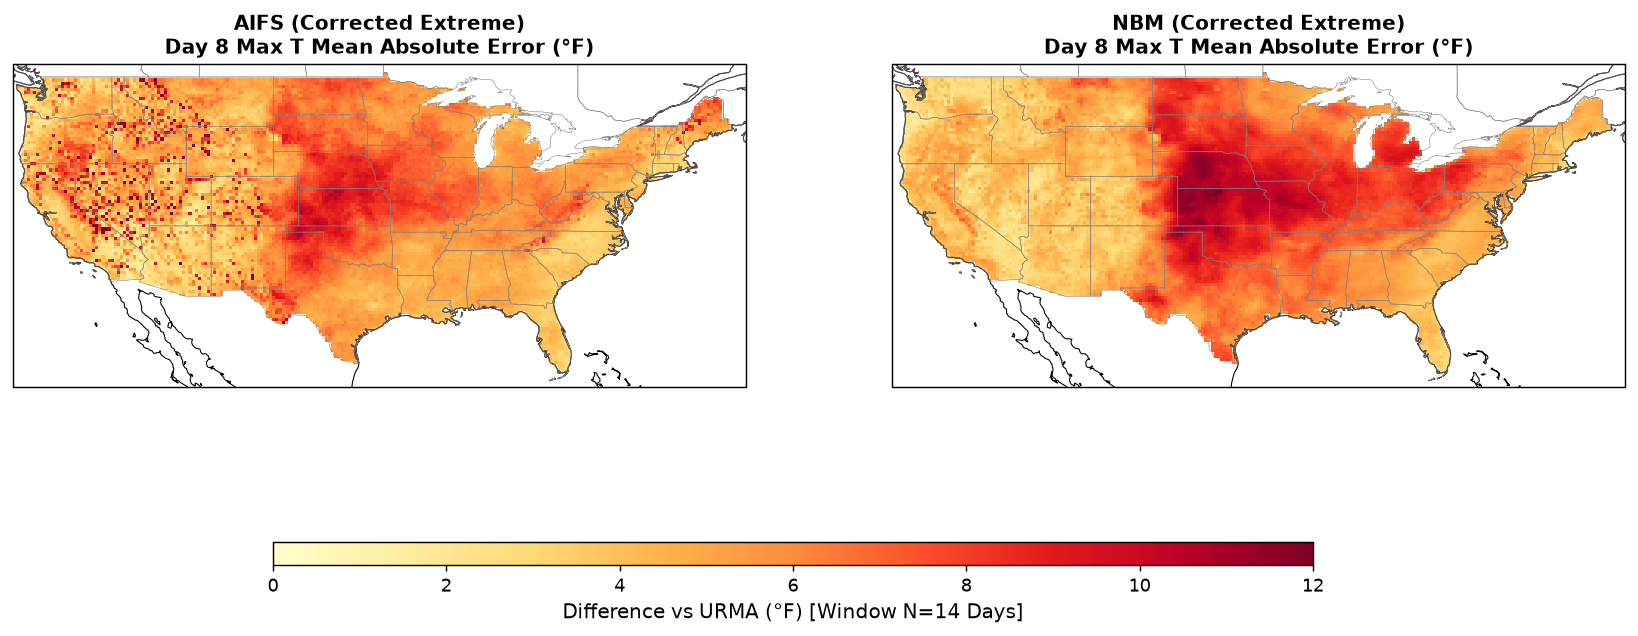 AIFS (Corrected Extreme)
Day 8 Max T Mean Absolute Error (°F)
NBM (Corrected Extreme)
Day 8 Max T Mean Absolute Error (°F)
0 2 4 6 8 10 12
Difference vs URMA (°F) [Window N=14 Days]